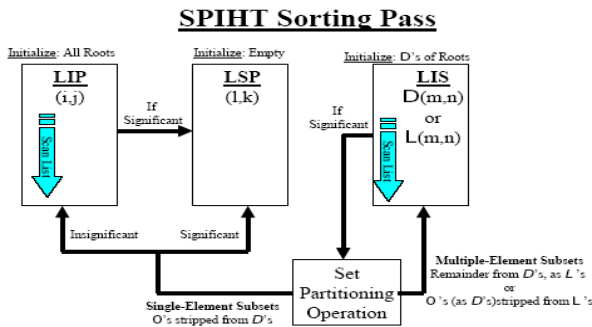 SPIHT Sorting Pass
Initialize: All Roots
Initialize: Empty
Initialize: D's of Roots
LIP
(i,j)
Scan List
If
Significant
LSP
(l,k)
If
Significant
LIS
D(m,n)
or
L(m,n)
Scan List
Insignificant
Significant
Set
Partitioning
Operation
Single-Element Subsets
O's stripped from D's
Multiple-Element Subsets
Remainder from D's, as L 's
or
O 's (as D's)stripped from L 's